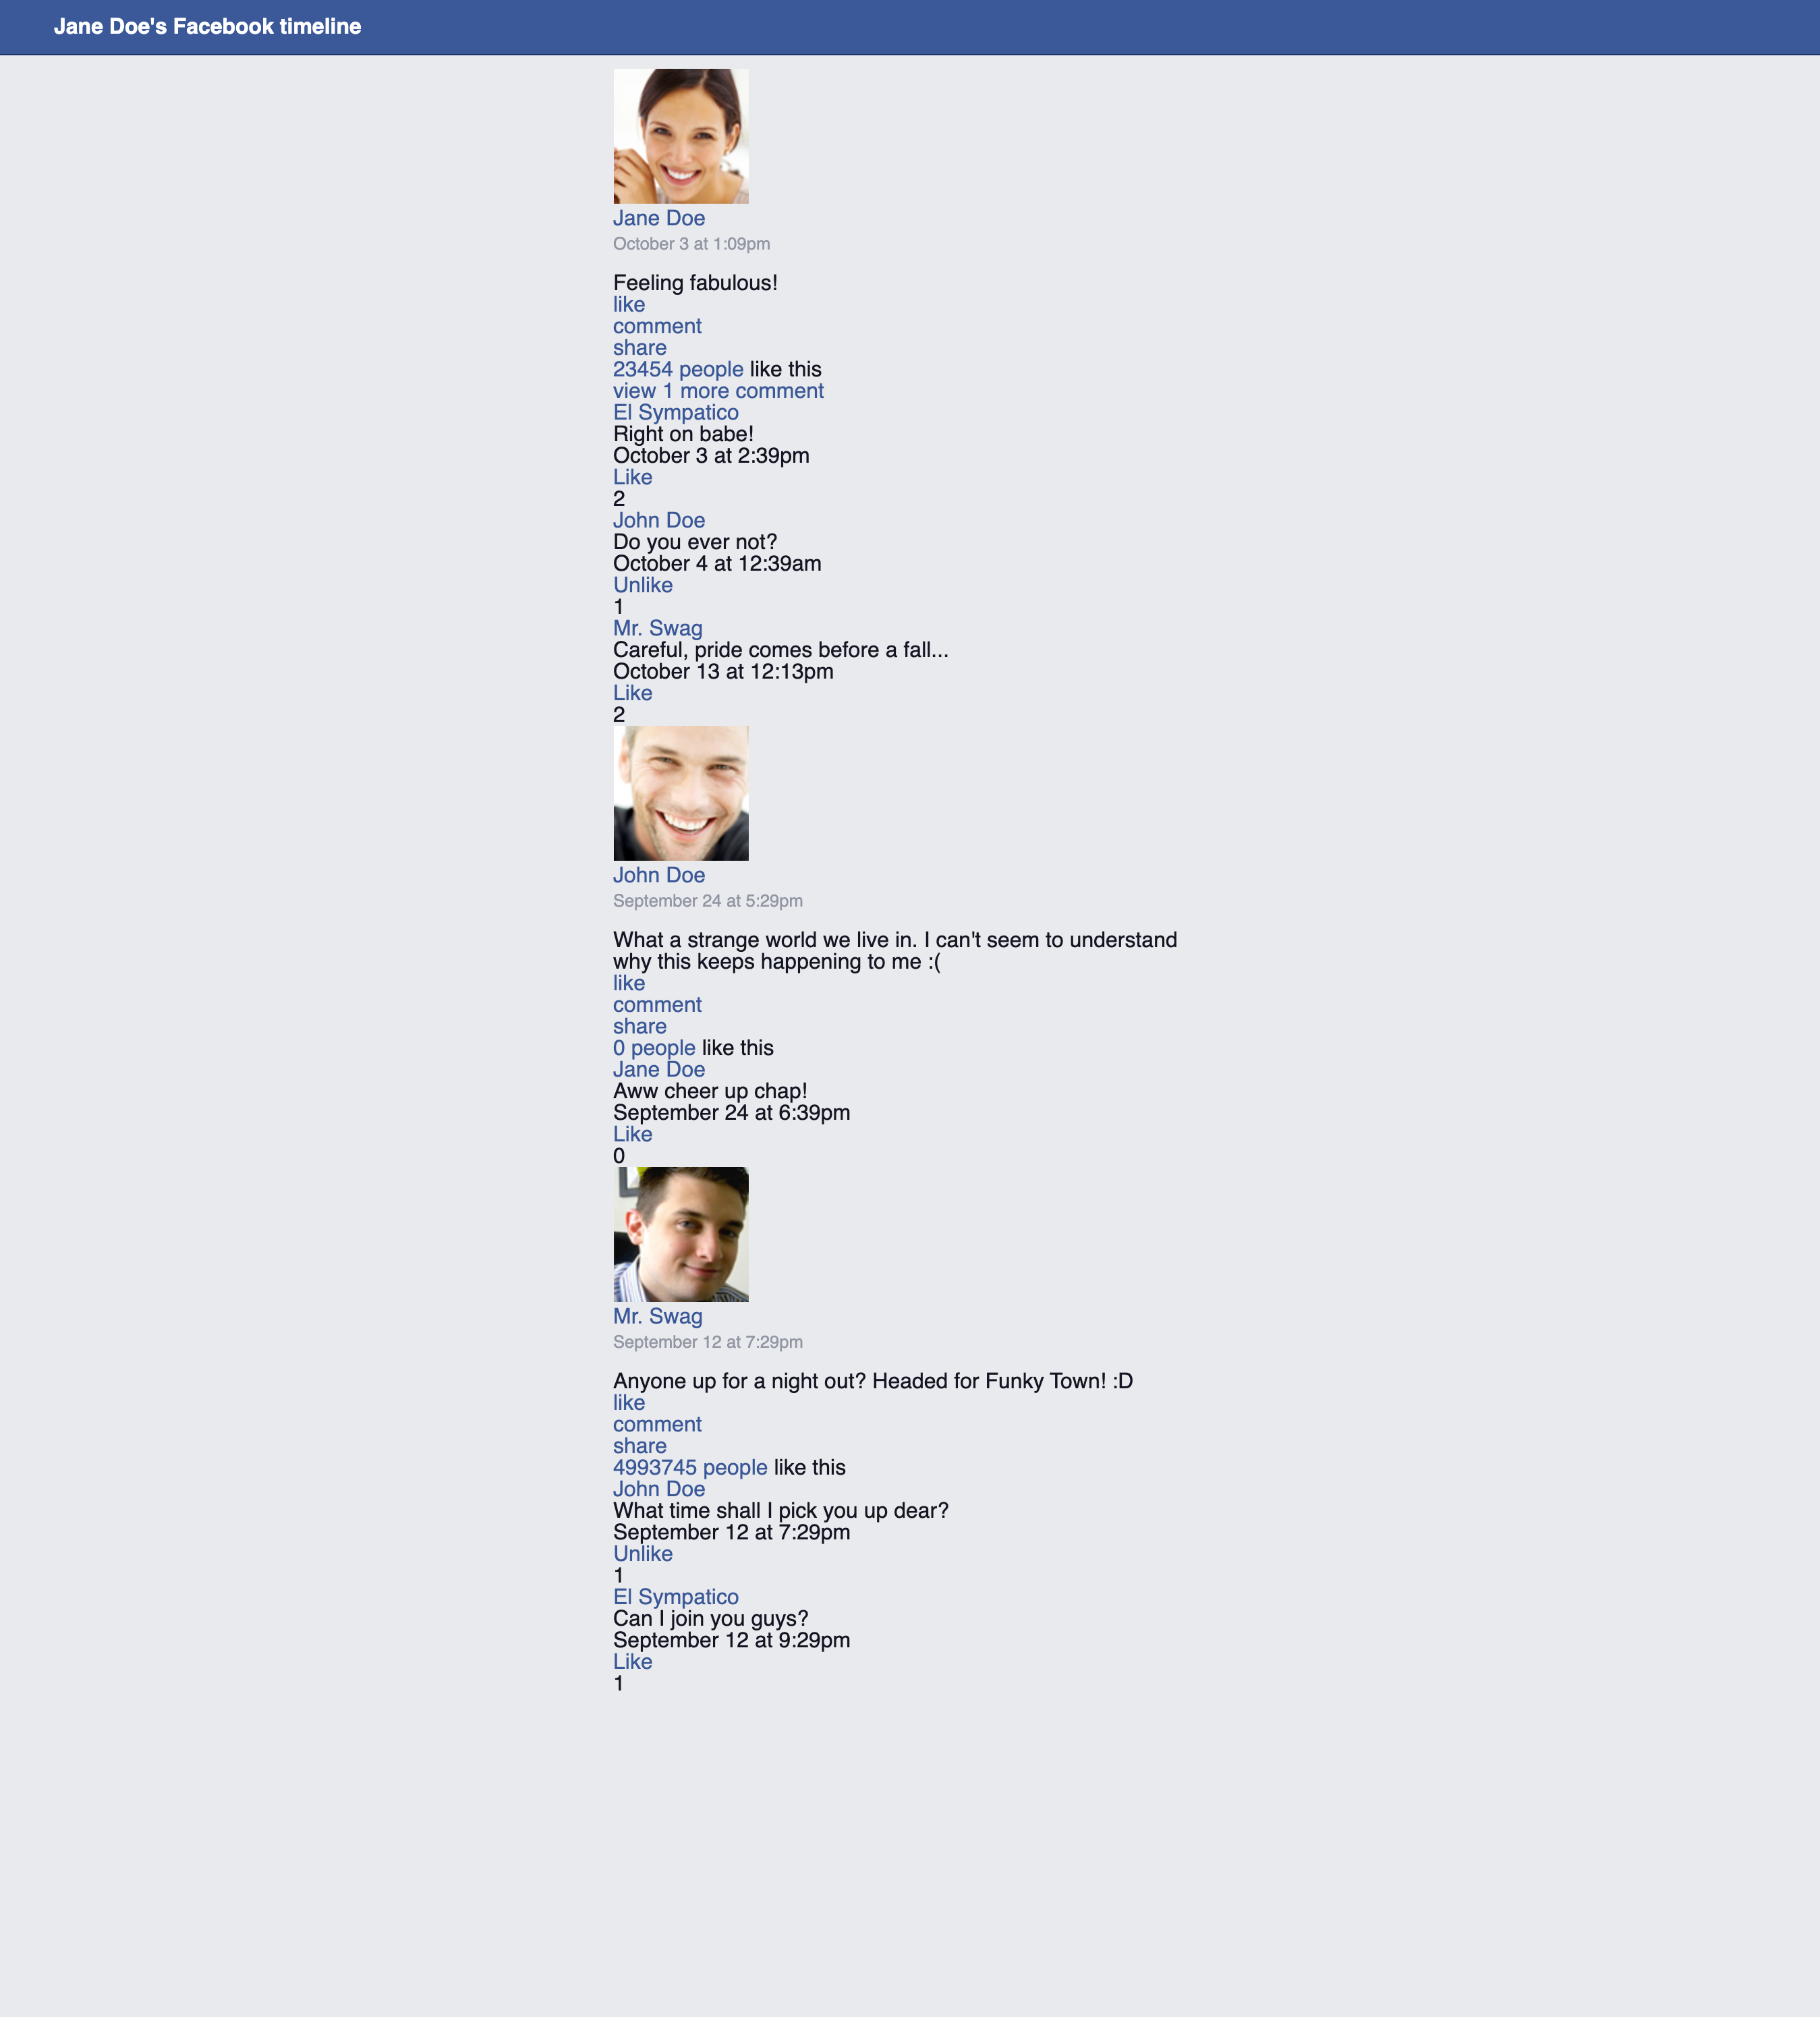 Jane Doe's Facebook timeline
Jane Doe
October 3 at 1:09pm
Feeling fabulous!
like
comment
share
23454 people like this
view 1 more comment
El Sympatico
Right on babe!
October 3 at 2:39pm
Like
2
John Doe
Do you ever not?
October 4 at 12:39am
Unlike
1
Mr. Swag
Careful, pride comes before a fall...
October 13 at 12:13pm
Like
2
John Doe
September 24 at 5:29pm
What a strange world we live in. I can't seem to understand
why this keeps happening to me :(
like
comment
share
0 people like this
Jane Doe
Aww cheer up chap!
September 24 at 6:39pm
Like
0
Mr. Swag
September 12 at 7:29pm
Anyone up for a night out? Headed for Funky Town! :D
like
comment
share
4993745 people like this
John Doe
What time shall I pick you up dear?
September 12 at 7:29pm
Unlike
1
El Sympatico
Can I join you guys?
September 12 at 9:29pm
Like
1